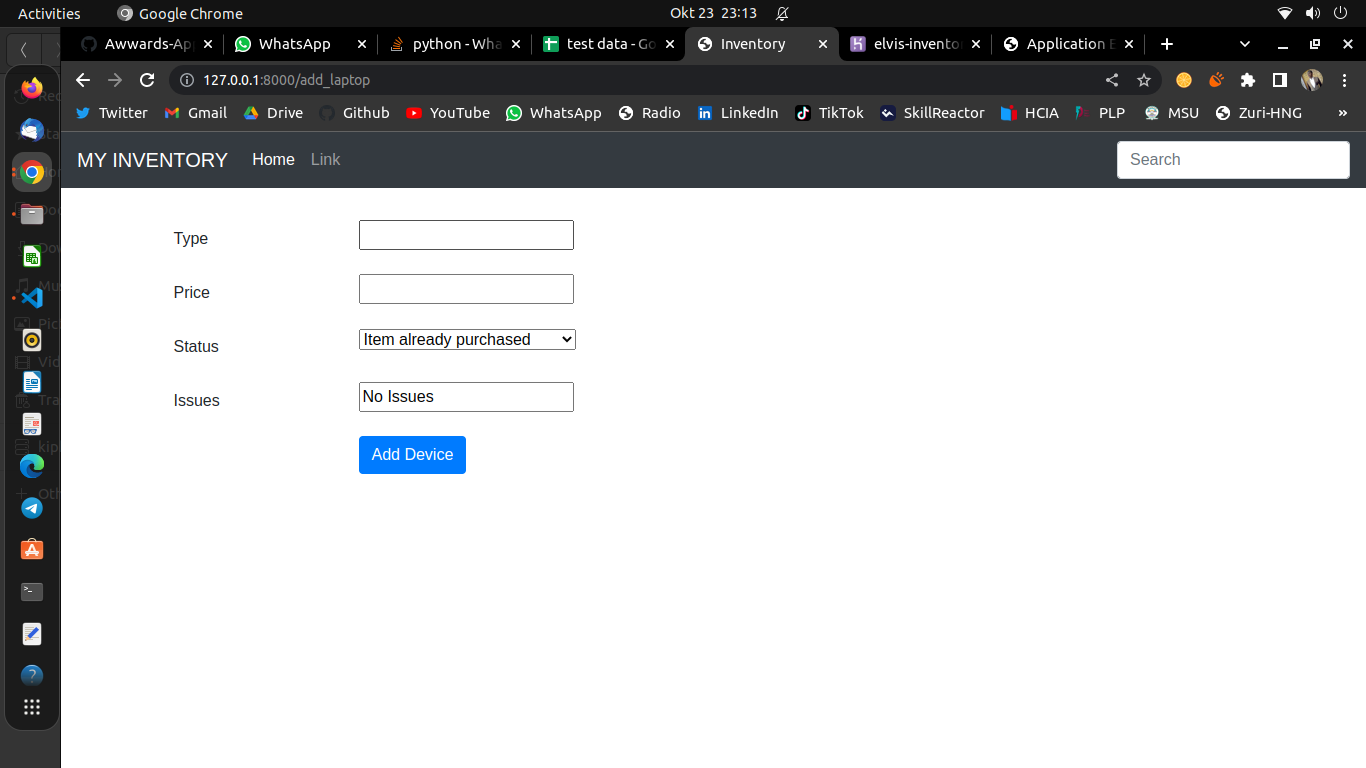 Activities Google Chrome Okt 23 23:13
Awwards-Ap WhatsApp python - Wha test data - Go Inventory elvis-invento Application E
127.0.0.1:8000/add_laptop
Twitter Gmail Drive Github YouTube WhatsApp Radio LinkedIn TikTok SkillReactor HCIA PLP MSU Zuri-HNG »
MY INVENTORY Home Link Search
Type
Price
Status Item already purchased
Issues No Issues
Add Device